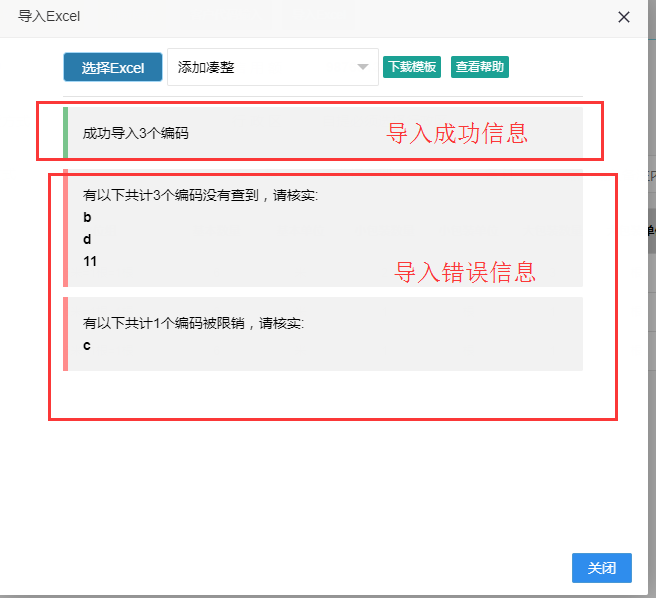 导入Excel
选择Excel 添加凑整 下载模板 查看帮助
成功导入3个编码 导入成功信息
有以下共计3个编码没有查到，请核实:
b
d
11
导入错误信息
有以下共计1个编码被限销，请核实:
c
关闭